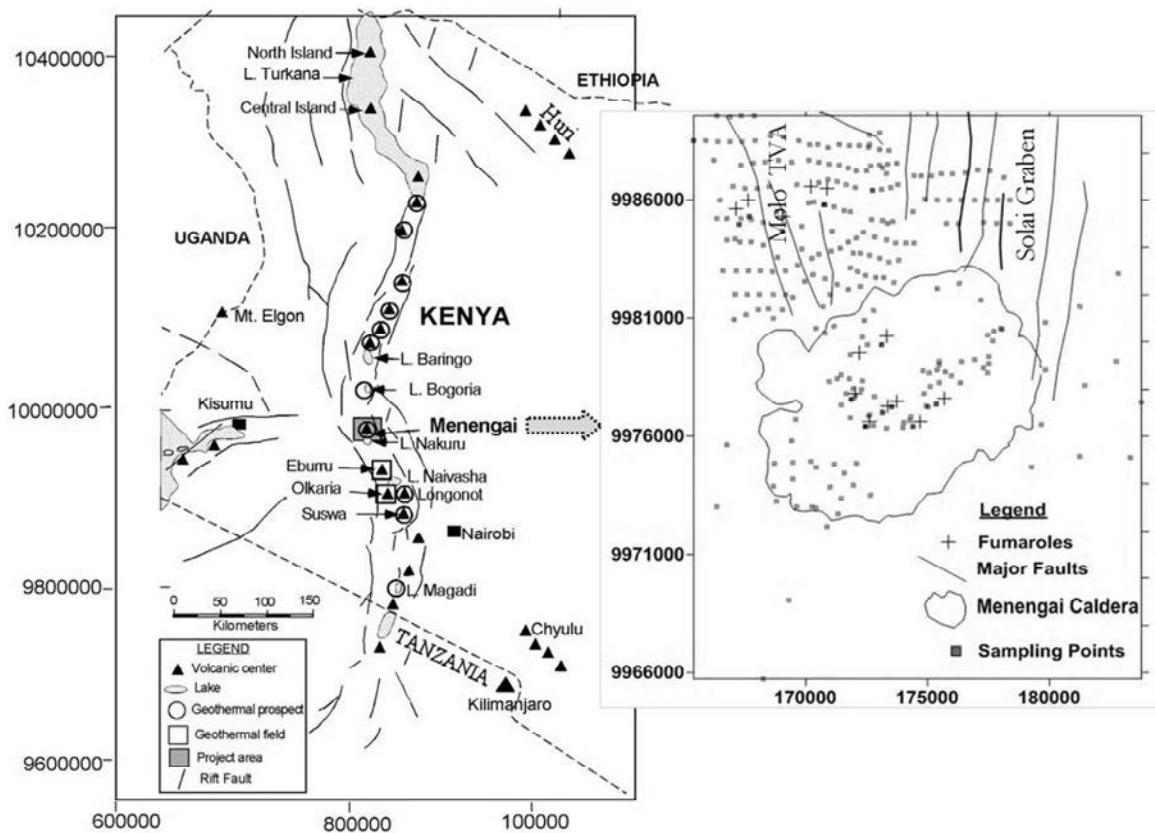 10400000
10200000
10000000
9800000
9600000
600000
800000
100000
North Island
L. Turkana
Central Island
ETHIOPIA
Huri
UGANDA
KENYA
Mt. Elgon
L. Baringo
L. Bogoria
Kisumu
Menengai
L. Nakuru
Eburru
L. Naivasha
Olkaria
Longonot
Suswa
Nairobi
L. Magadi
0 50 100 150
Kilometers
TANZANIA
Chyulu
Kilimanjaro
LEGEND
Volcanic center
Lake
Geothermal prospect
Geothermal field
Project area
Rift Fault
9986000
9981000
9976000
9971000
9966000
170000
175000
180000
Molo TVA
Solai Graben
Legend
Fumaroles
Major Faults
Menengai Caldera
Sampling Points